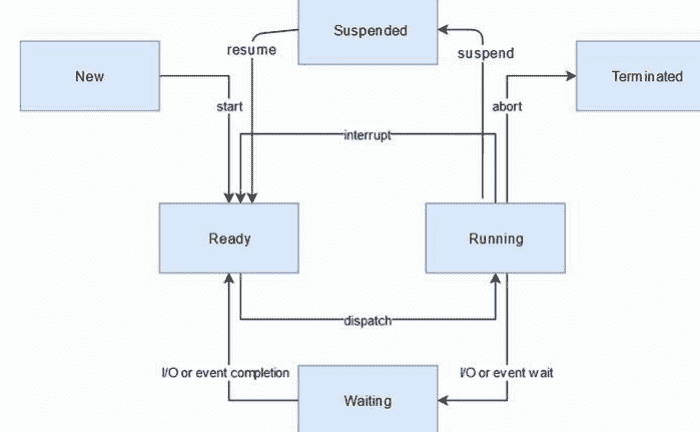 Suspended
resume
suspend
New
Terminated
start
abort
interrupt
Ready
Running
dispatch
I/O or event completion
I/O or event wait
Waiting